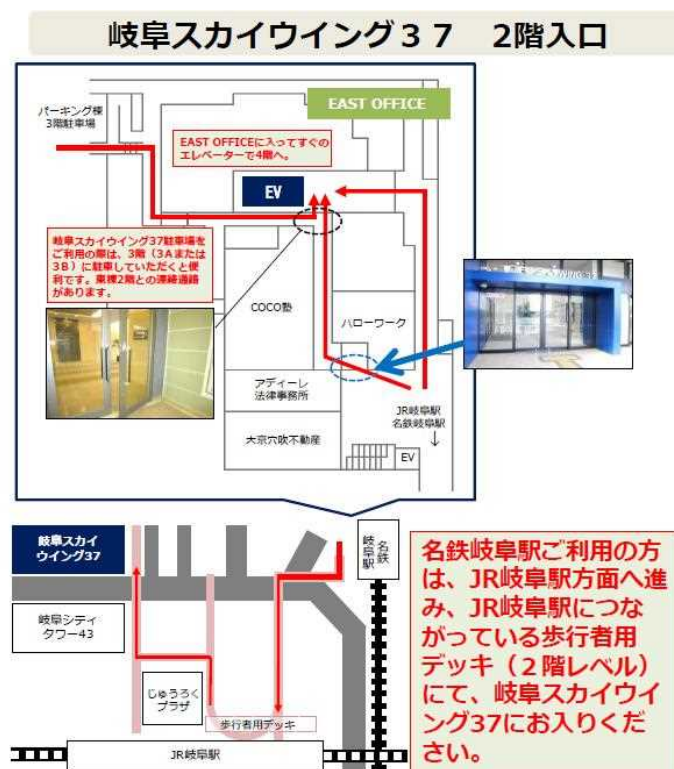 岐阜スカイウイング３７　2階入口
EAST OFFICE
パーキング棟
3階駐車場
EAST OFFICEに入ってすぐの
エレベーターで4階へ。
EV
岐阜スカイウイング37駐車場を
ご利用の際は、3階（3Aまたは
3B）に駐車していただくと便
利です。東棟2階との連絡通路
があります。
COCO塾
ハローワーク
アディーレ
法律事務所
大京穴吹不動産
JR岐阜駅
名鉄岐阜駅
↓
EV
岐阜スカイ
ウイング37
名鉄
岐阜駅
岐阜シティ
タワー43
じゅうろく
プラザ
歩行者用デッキ
JR岐阜駅
名鉄岐阜駅ご利用の方
は、JR岐阜駅方面へ進
み、JR岐阜駅につな
がっている歩行者用
デッキ（２階レベル）
にて、岐阜スカイウイ
ング37にお入りくだ
さい。